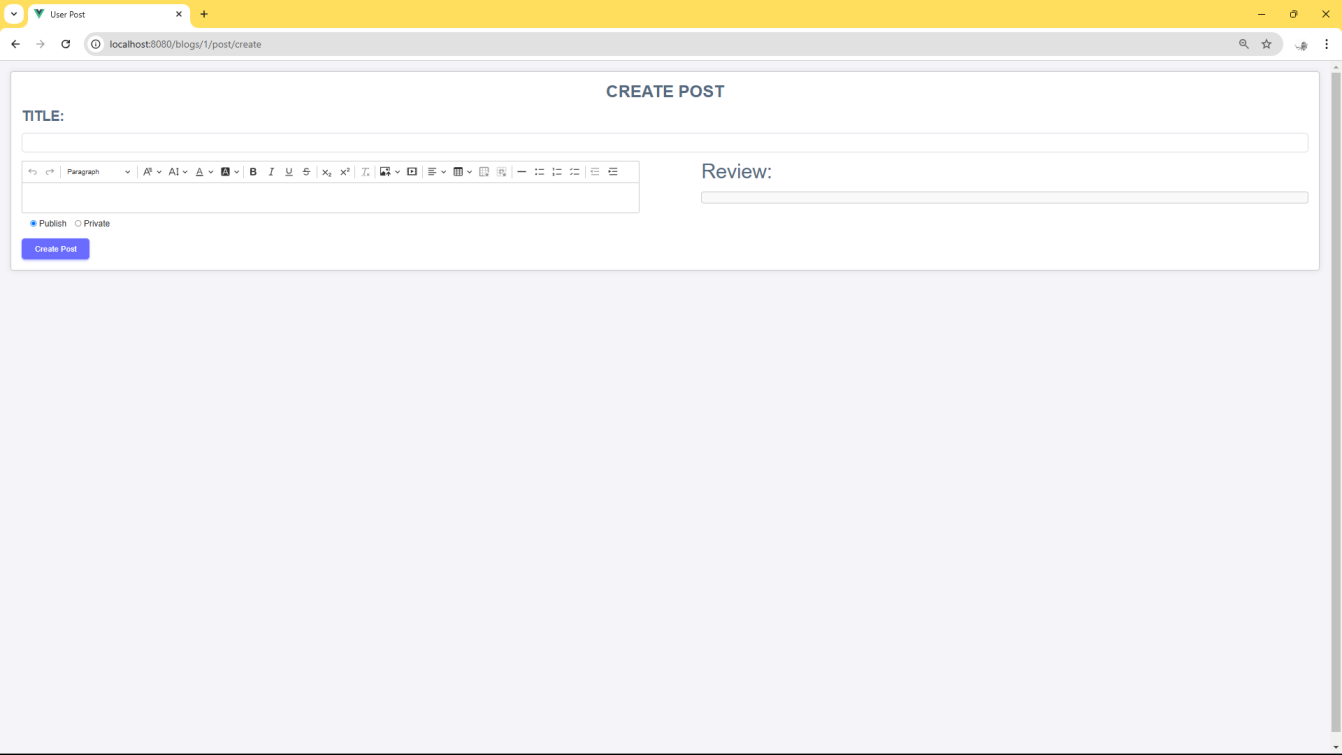 User Post
localhost:8080/blogs/1/post/create
CREATE POST
TITLE:
Paragraph
Review:
Publish Private
Create Post